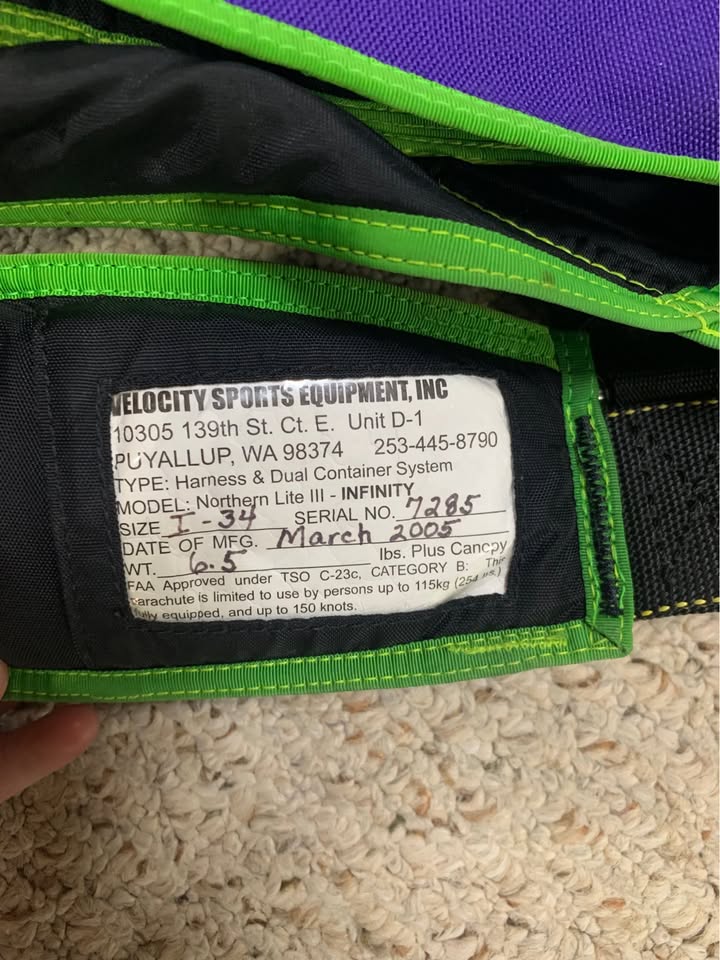 VELOCITY SPORTS EQUIPMENT, INC
10305 139th St. Ct. E. Unit D-1
PUYALLUP, WA 98374 253-445-8790
TYPE: Harness & Dual Container System
MODEL: Northern Lite III - INFINITY
SIZE I-34 SERIAL NO. 7285
DATE OF MFG. March 2005
WT. 6.5 lbs. Plus Canopy
FAA Approved under TSO C-23c, CATEGORY B: This
parachute is limited to use by persons up to 115kg (254 lbs.)
fully equipped, and up to 150 knots.